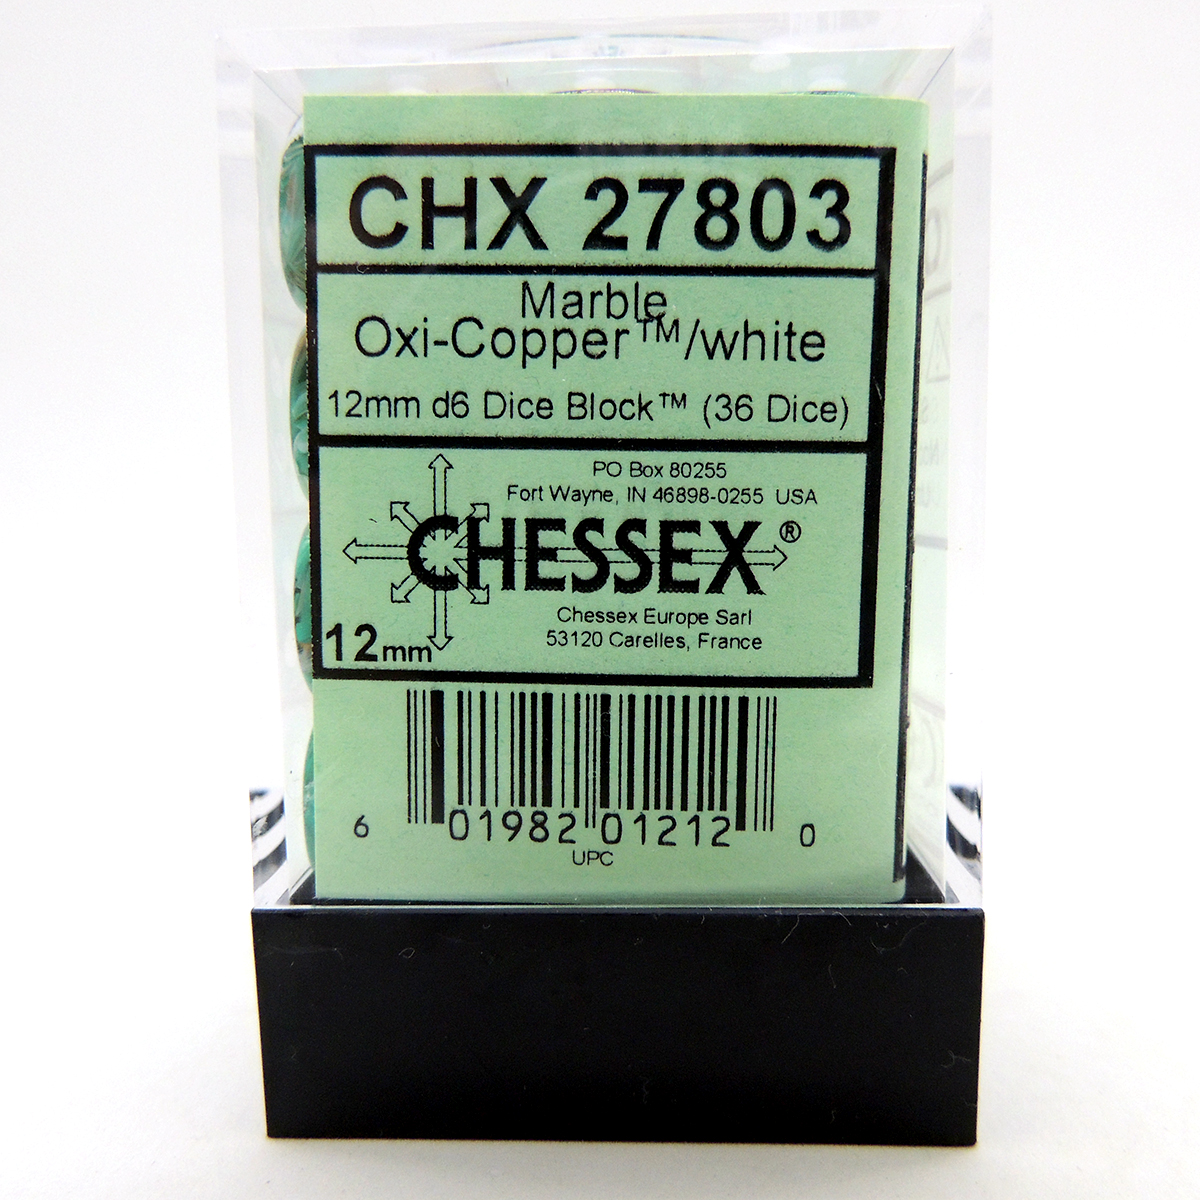 CHX 27803
Marble
Oxi-Copper™/white
12mm d6 Dice Block™ (36 Dice)
PO Box 80255
Fort Wayne, IN 46898-0255 USA
CHESSEX®
Chessex Europe Sarl
53120 Carelles, France
12mm
6 01982 01212 0
UPC